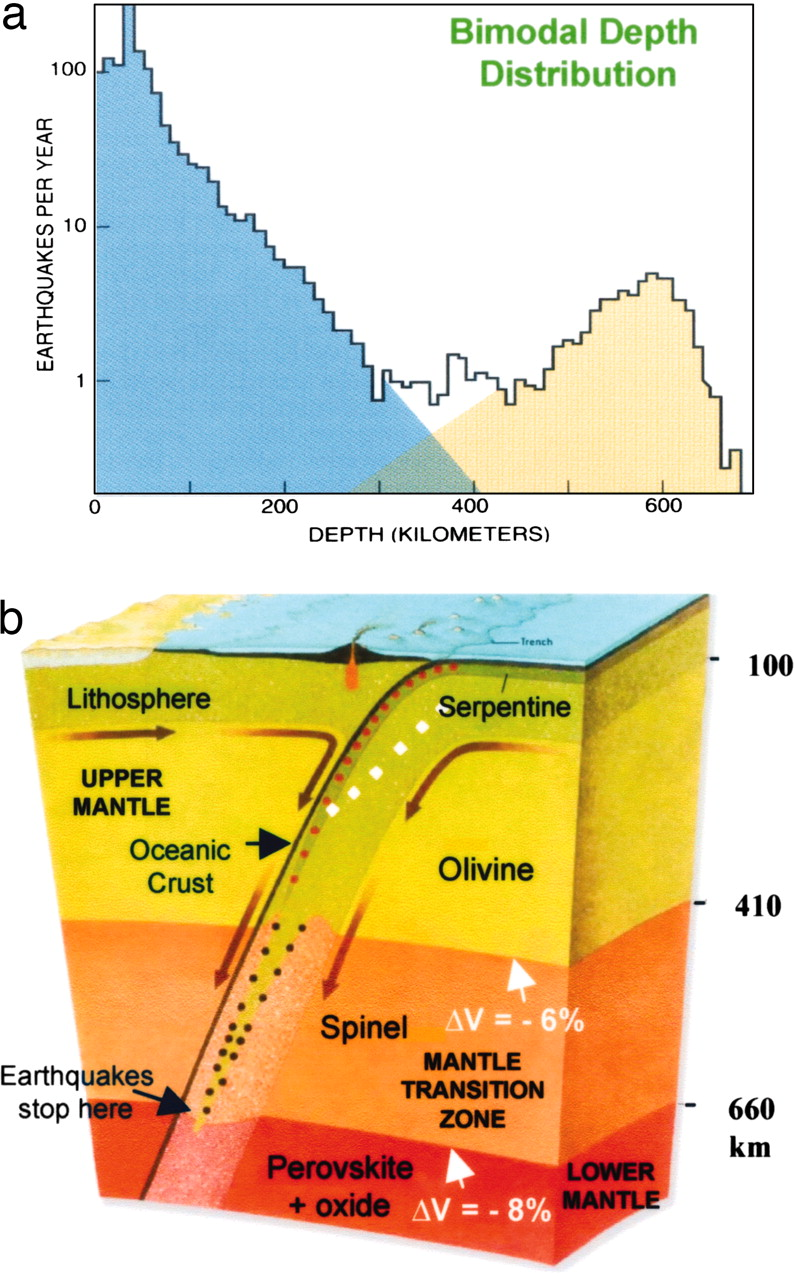 a
Bimodal Depth
Distribution
EARTHQUAKES PER YEAR
100
10
1
0
200
400
600
DEPTH (KILOMETERS)
b
Trench
100
Lithosphere
Serpentine
UPPER
MANTLE
Oceanic
Crust
Olivine
410
Spinel
ΔV = - 6%
MANTLE
TRANSITION
ZONE
Earthquakes
stop here
660
km
Perovskite
+ oxide
ΔV = - 8%
LOWER
MANTLE